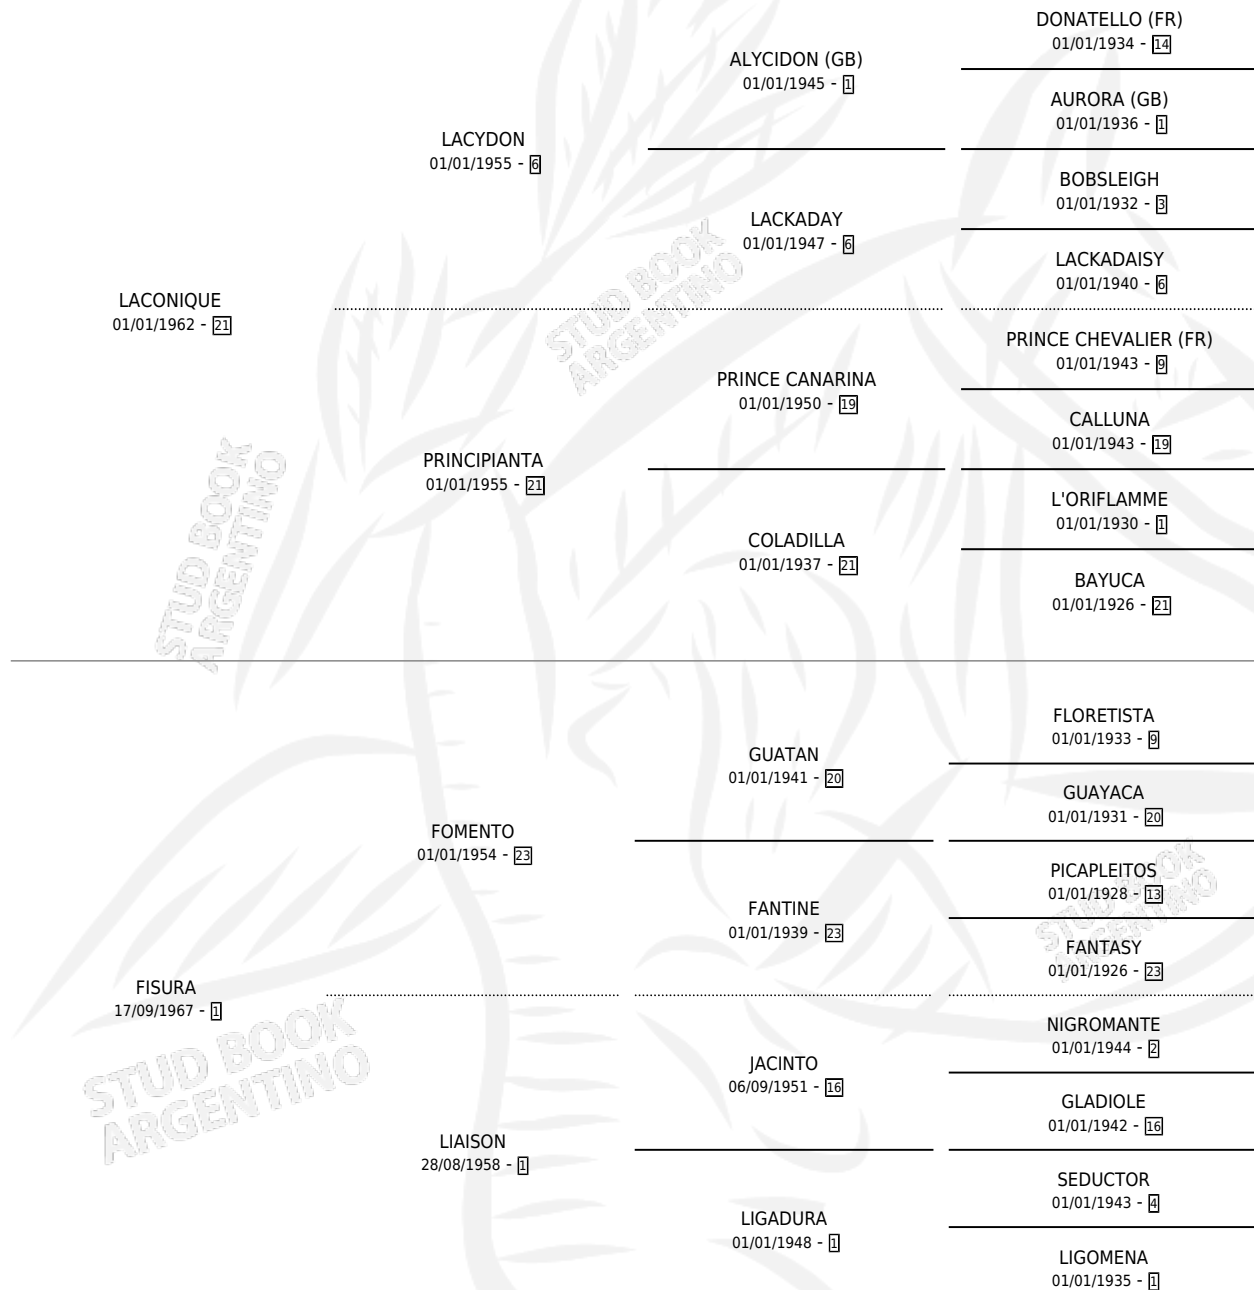 DONATELLO (FR)
01/01/1934 - 14
ALYCIDON (GB)
01/01/1945 - 1
AURORA (GB)
01/01/1936 - 1
LACYDON
01/01/1955 - 6
BOBSLEIGH
01/01/1932 - 3
LACKADAY
01/01/1947 - 6
LACKADAISY
01/01/1940 - 6
LACONIQUE
01/01/1962 - 21
PRINCE CHEVALIER (FR)
01/01/1943 - 9
PRINCE CANARINA
01/01/1950 - 19
CALLUNA
01/01/1943 - 19
PRINCIPIANTA
01/01/1955 - 21
L'ORIFLAMME
01/01/1930 - 1
COLADILLA
01/01/1937 - 21
BAYUCA
01/01/1926 - 21
FLORETISTA
01/01/1933 - 9
GUATAN
01/01/1941 - 20
GUAYACA
01/01/1931 - 20
FOMENTO
01/01/1954 - 23
PICAPLEITOS
01/01/1928 - 13
FANTINE
01/01/1939 - 23
FANTASY
01/01/1926 - 23
FISURA
17/09/1967 - 1
NIGROMANTE
01/01/1944 - 2
JACINTO
06/09/1951 - 16
GLADIOLE
01/01/1942 - 16
LIAISON
28/08/1958 - 1
SEDUCTOR
01/01/1943 - 4
LIGADURA
01/01/1948 - 1
LIGOMENA
01/01/1935 - 1
STUD BOOK
ARGENTINO
STUD BOOK
ARGENTINO
STUD BOOK
ARGENTINO
STUD BOOK
ARGENTINO